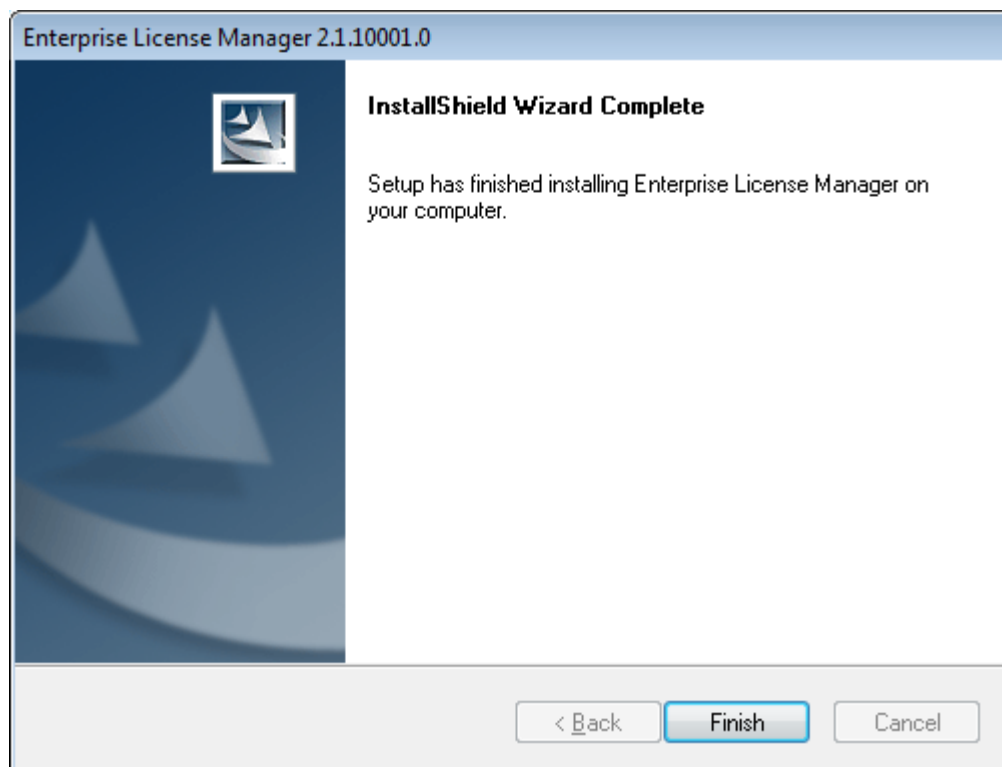 Enterprise License Manager 2.1.10001.0
InstallShield Wizard Complete
Setup has finished installing Enterprise License Manager on
your computer.
< Back
Finish
Cancel